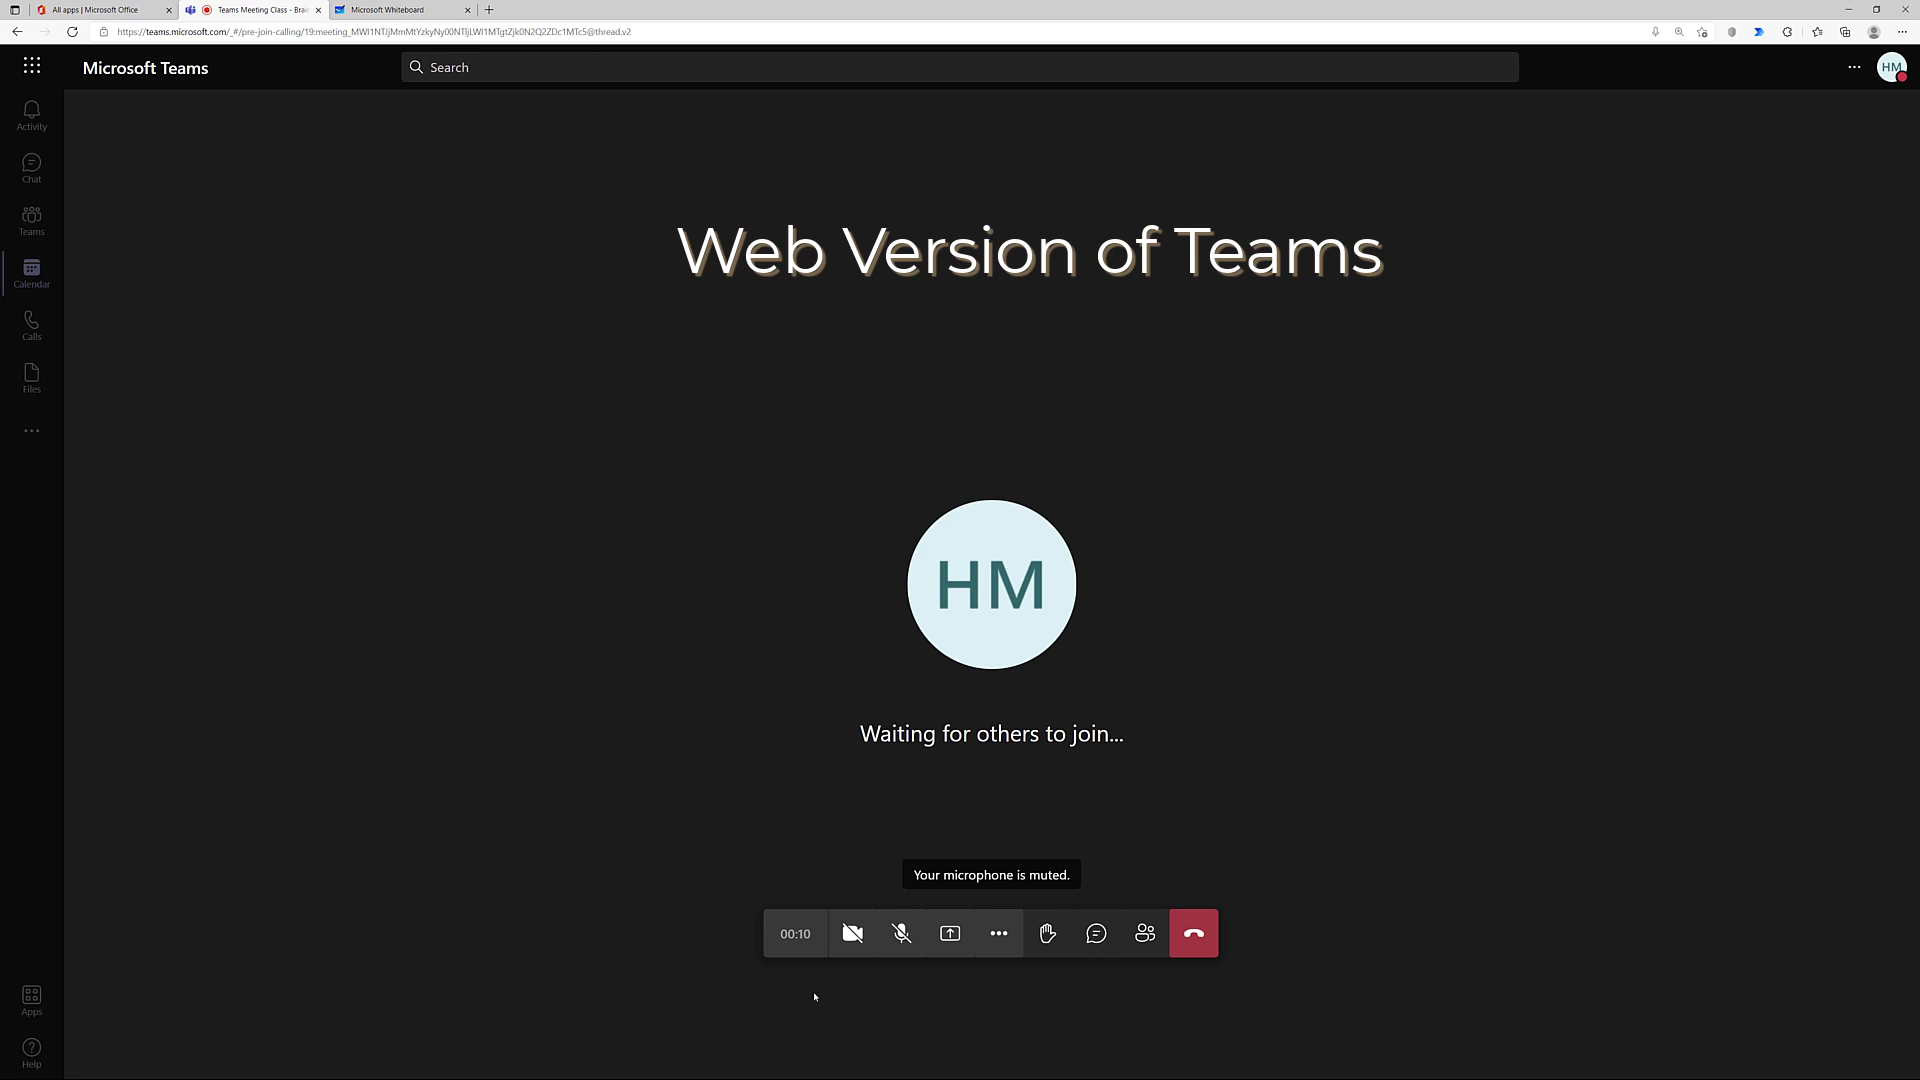 All apps | Microsoft Office
Teams Meeting Class - Brai
Microsoft Whiteboard
Microsoft Teams
Search
HM
Activity
Chat
Teams
Calendar
Calls
Files
Apps
Help
Web Version of Teams
HM
Waiting for others to join...
Your microphone is muted.
00:10